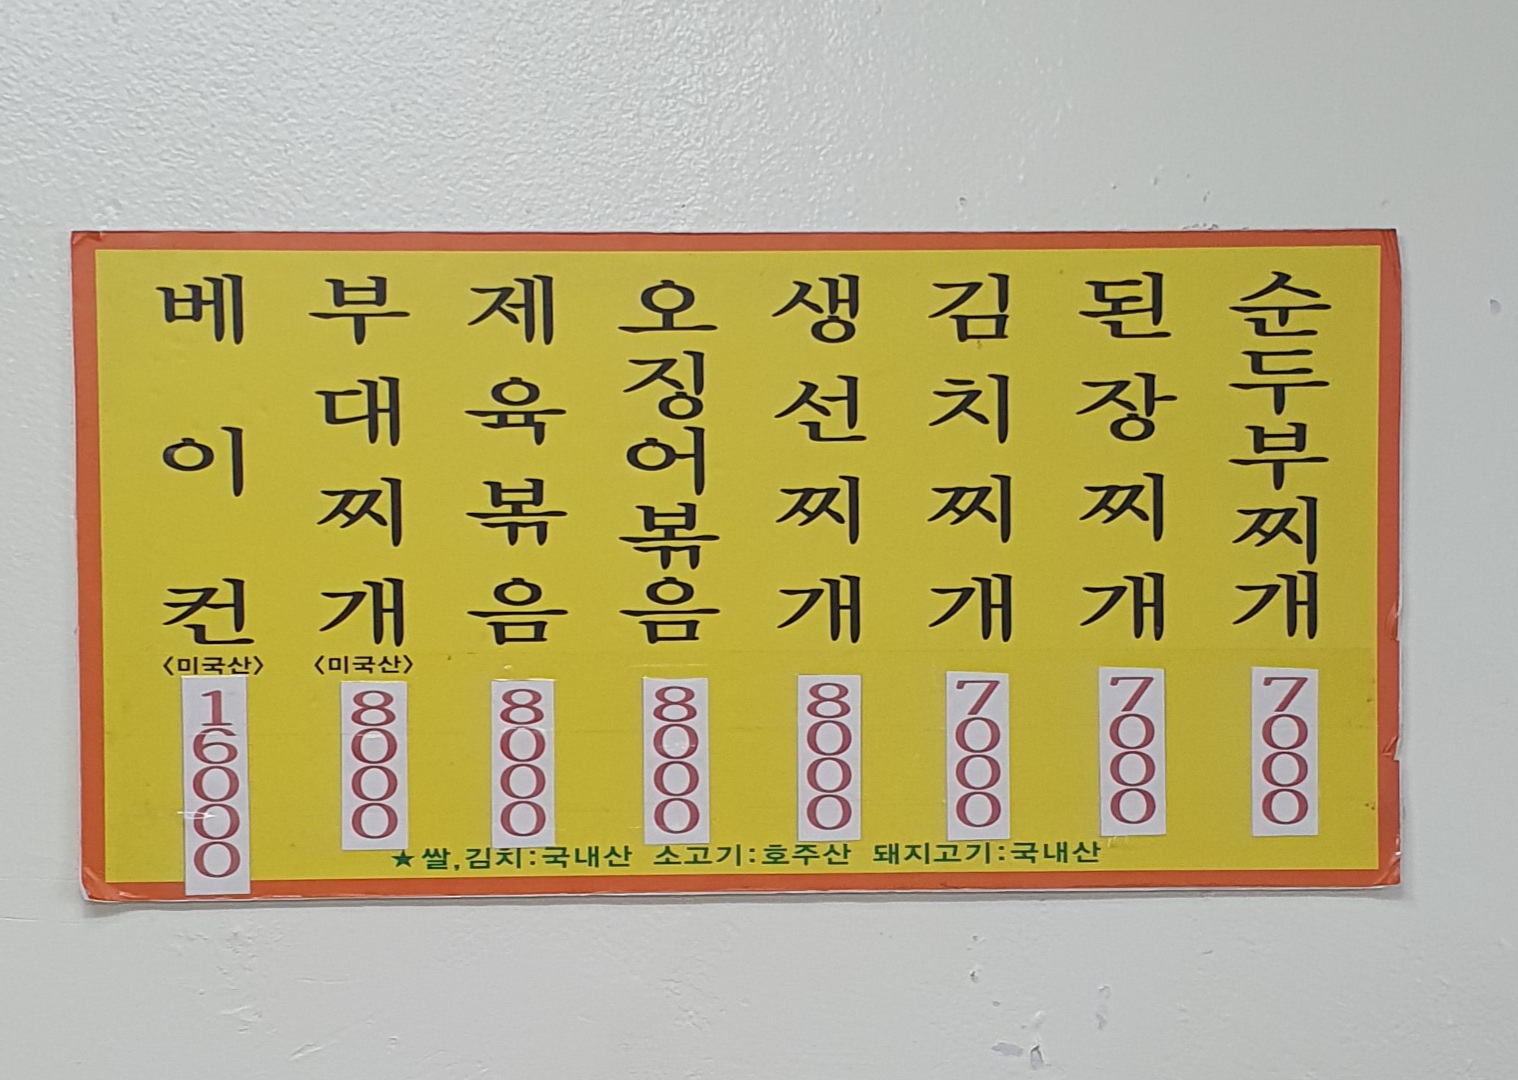 베이컨
<미국산>
16000
부대찌개
<미국산>
8000
제육볶음
8000
오징어볶음
8000
생선찌개
8000
김치찌개
7000
된장찌개
7000
순두부찌개
7000
★쌀,김치:국내산 소고기:호주산 돼지고기:국내산